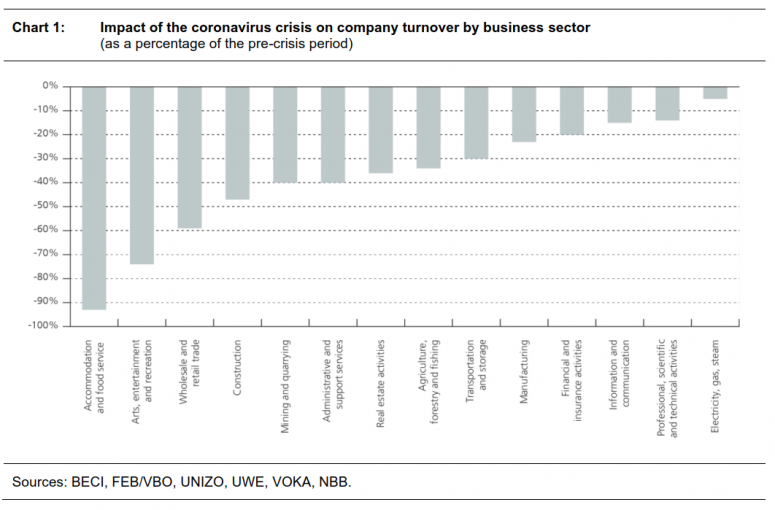 Chart 1: Impact of the coronavirus crisis on company turnover by business sector
(as a percentage of the pre-crisis period)
0%
-10%
-20%
-30%
-40%
-50%
-60%
-70%
-80%
-90%
-100%
Accommodation
and food service
Arts, entertainment
and recreation
Wholesale and
retail trade
Construction
Mining and quarrying
Administrative and
support services
Real estate activities
Agriculture,
forestry and fishing
Transportation
and storage
Manufacturing
Financial and
insurance activities
Information and
communication
Professional, scientific
and technical activities
Electricity, gas, steam
Sources: BECI, FEB/VBO, UNIZO, UWE, VOKA, NBB.